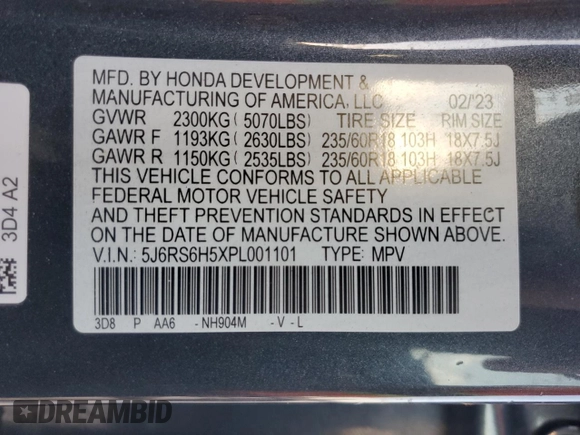 MFD. BY HONDA DEVELOPMENT &
MANUFACTURING OF AMERICA, LLC 02/'23
GVWR 2300KG (5070LBS) TIRE SIZE RIM SIZE
GAWR F 1193KG (2630LBS) 235/60R18 103H 18X7.5J
GAWR R 1150KG (2535LBS) 235/60R18 103H 18X7.5J
THIS VEHICLE CONFORMS TO ALL APPLICABLE
FEDERAL MOTOR VEHICLE SAFETY
AND THEFT PREVENTION STANDARDS IN EFFECT
ON THE DATE OF MANUFACTURE SHOWN ABOVE.
V.I.N.: 5J6RS6H5XPL001101 TYPE: MPV
3D8 P AA6 - NH904M - V - L
3D4 A2
DREAMBID